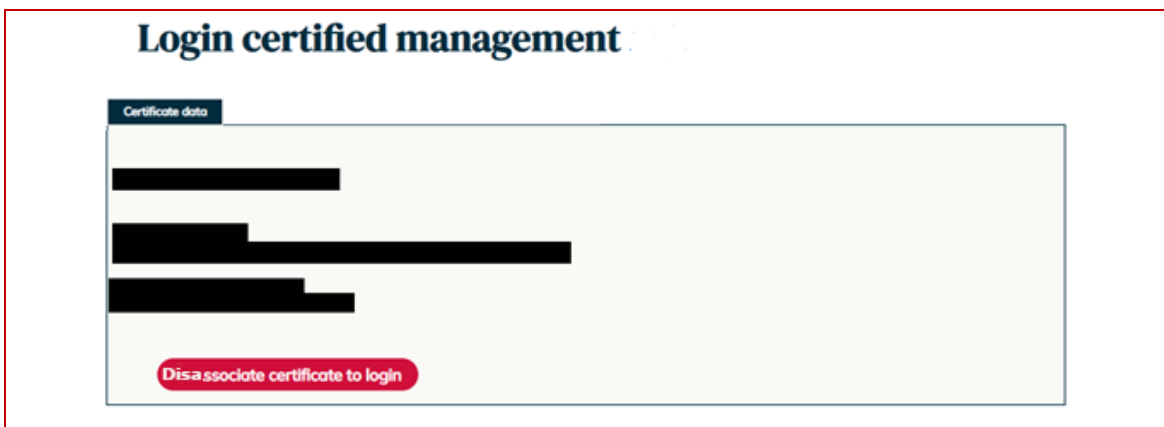 Login certified management
Certificate data
Disassociate certificate to login